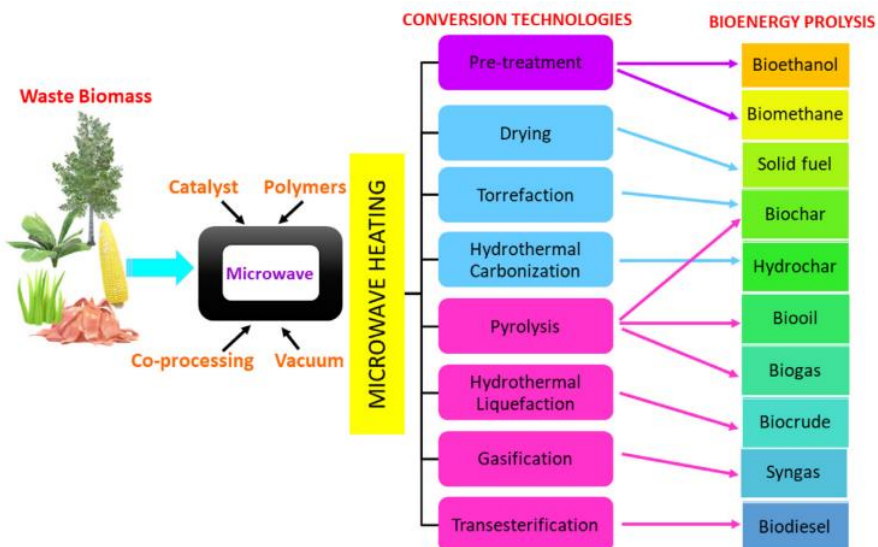 CONVERSION TECHNOLOGIES
BIOENERGY PROLYSIS
Waste Biomass
Catalyst
Polymers
Microwave
Co-processing
Vacuum
MICROWAVE HEATING
Pre-treatment
Drying
Torrefaction
Hydrothermal
Carbonization
Pyrolysis
Hydrothermal
Liquefaction
Gasification
Transesterification
Bioethanol
Biomethane
Solid fuel
Biochar
Hydrochar
Biooil
Biogas
Biocrude
Syngas
Biodiesel